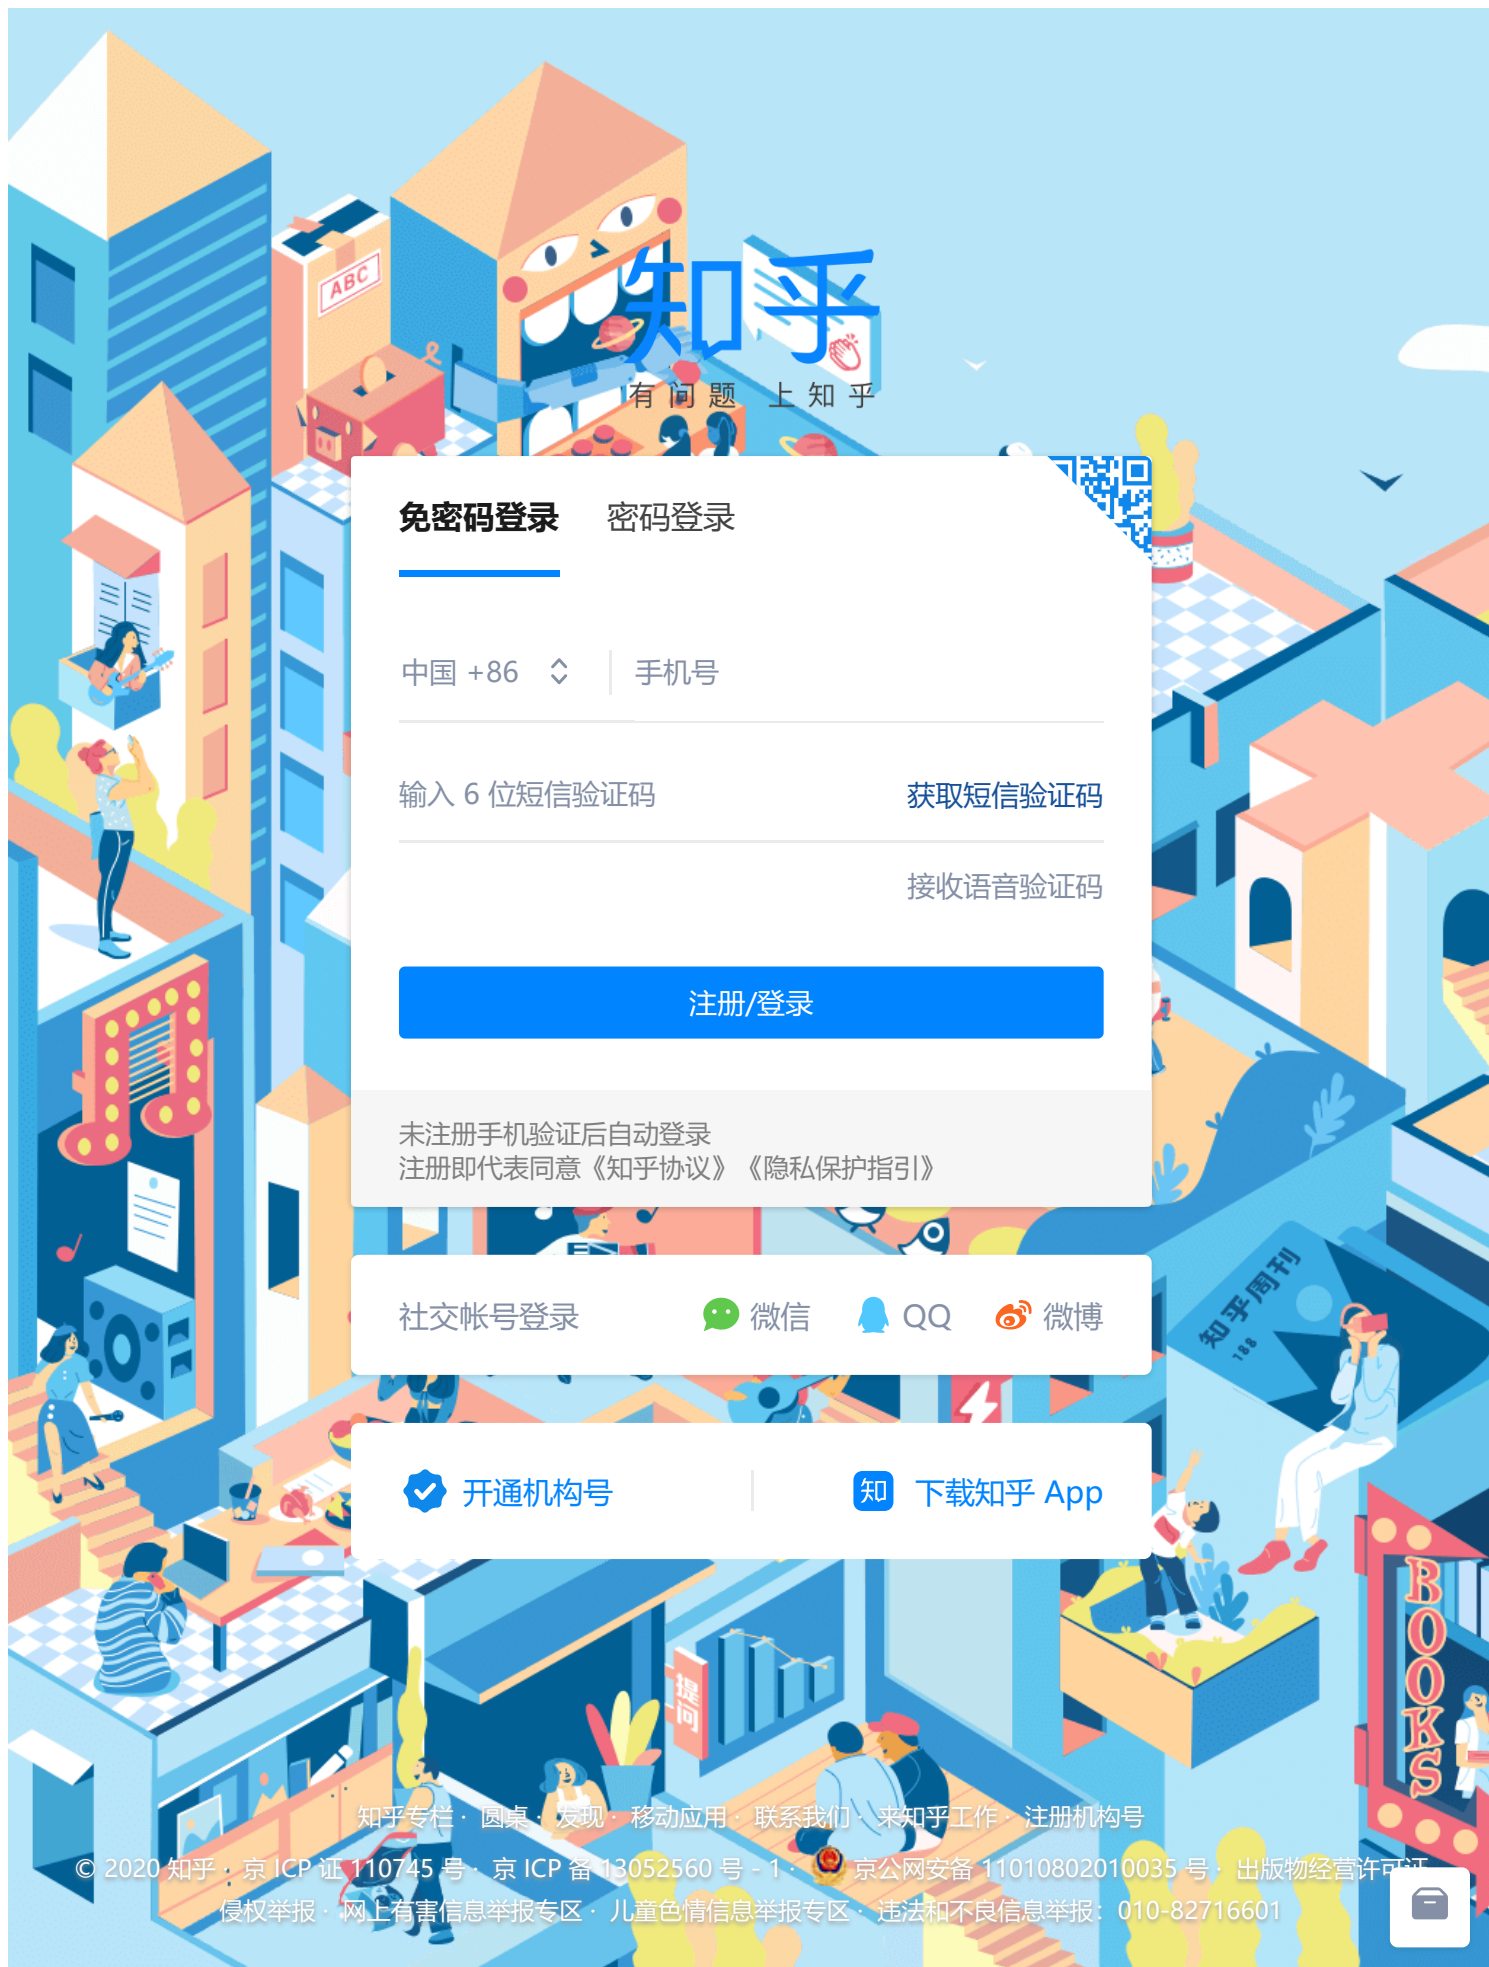 ABC
知乎
有问题 上知乎
免密码登录 密码登录
中国 +86 手机号
输入 6 位短信验证码 获取短信验证码
接收语音验证码
注册/登录
未注册手机验证后自动登录
注册即代表同意《知乎协议》《隐私保护指引》
知乎周刊
188
社交帐号登录 微信 QQ 微博
开通机构号 知 下载知乎 App
BOOKS
提问
知乎专栏 · 圆桌 · 发现 · 移动应用 · 联系我们 · 来知乎工作 · 注册机构号
© 2020 知乎 · 京 ICP 证 110745 号 · 京 ICP 备 13052560 号 - 1 · 京公网安备 11010802010035 号 · 出版物经营许可证
侵权举报 · 网上有害信息举报专区 · 儿童色情信息举报专区 · 违法和不良信息举报：010-82716601